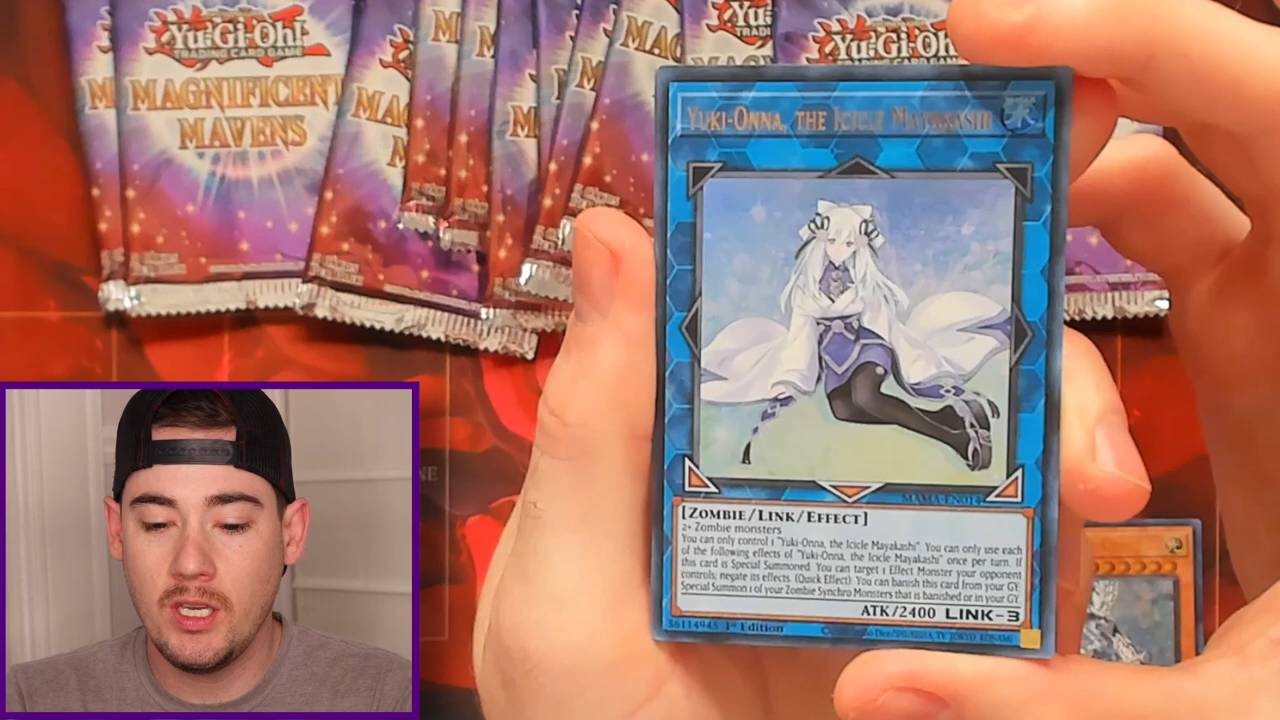 Yu-Gi-Oh!
TRADING CARD GAME
MAGNIFICENT
MAVENS
Yu-Gi-Oh!
YUKI-ONNA, THE ICICLE MAYAKASHI
MAMA-EN014
[ZOMBIE/LINK/EFFECT]
2+ Zombie monsters
You can only control 1 "Yuki-Onna, the Icicle Mayakashi". You can only use each
of the following effects of "Yuki-Onna, the Icicle Mayakashi" once per turn. If
this card is Special Summoned: You can target 1 Effect Monster your opponent
controls; negate its effects. (Quick Effect): You can banish this card from your GY;
Special Summon 1 of your Zombie Synchro Monsters that is banished or in your GY.
ATK/2400 LINK-3
36114945 1st Edition